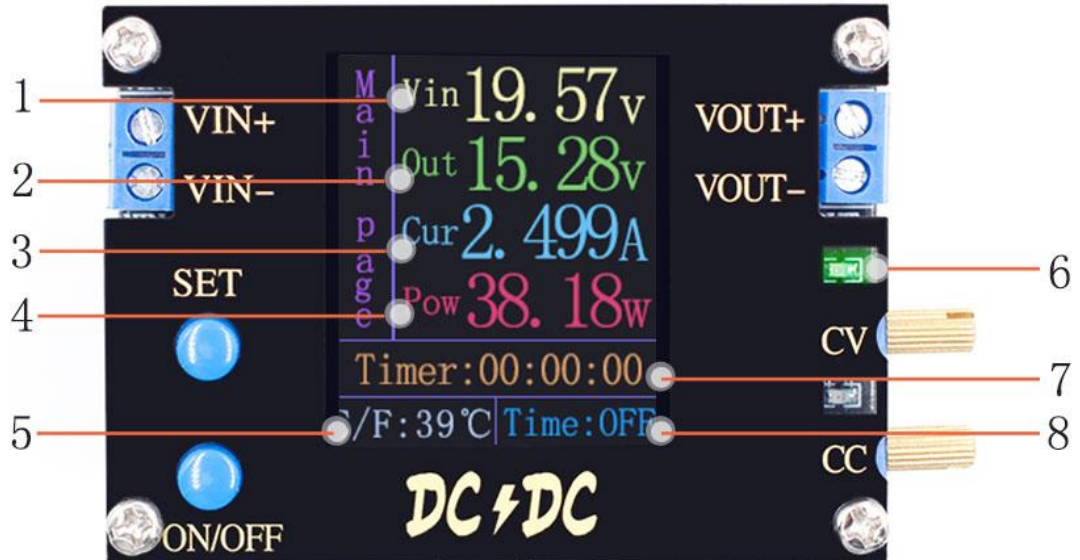 1
2
3
4
5
6
7
8
VIN+
VIN-
SET
ON/OFF
Main page
Vin 19.57v
Out 15.28v
Cur 2.499A
Pow 38.18w
Timer:00:00:00
/F:39℃
Time:OFF
DC DC
VOUT+
VOUT-
CV
CC